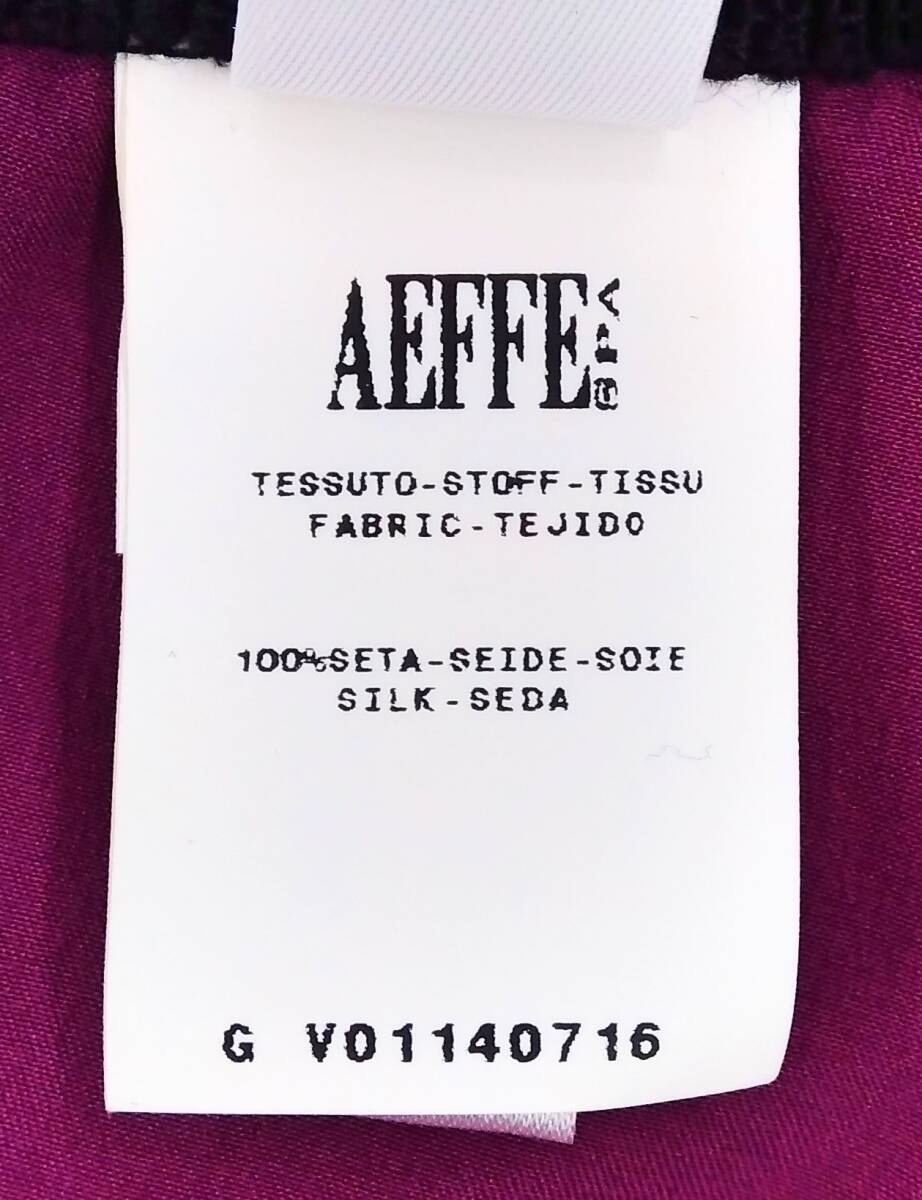 AEFFE SPA
TESSUTO-STOFF-TISSU
FABRIC-TEJIDO
100%SETA-SEIDE-SOIE
SILK-SEDA
G V01140716